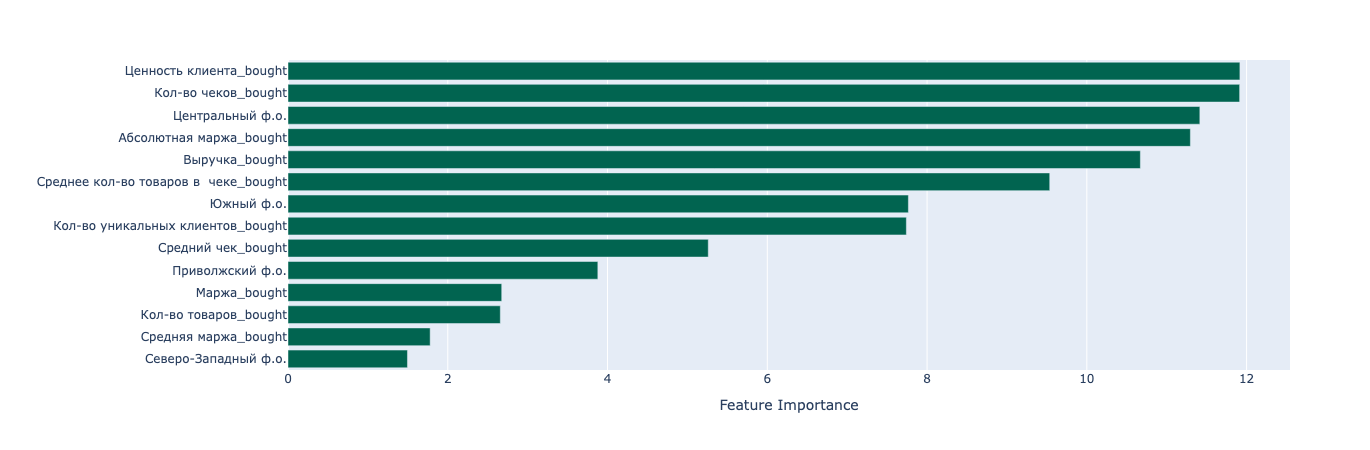 Ценность клиента_bought
Кол-во чеков_bought
Центральный ф.о.
Абсолютная маржа_bought
Выручка_bought
Среднее кол-во товаров в  чеке_bought
Южный ф.о.
Кол-во уникальных клиентов_bought
Средний чек_bought
Приволжский ф.о.
Маржа_bought
Кол-во товаров_bought
Средняя маржа_bought
Северо-Западный ф.о.
0 2 4 6 8 10 12
Feature Importance